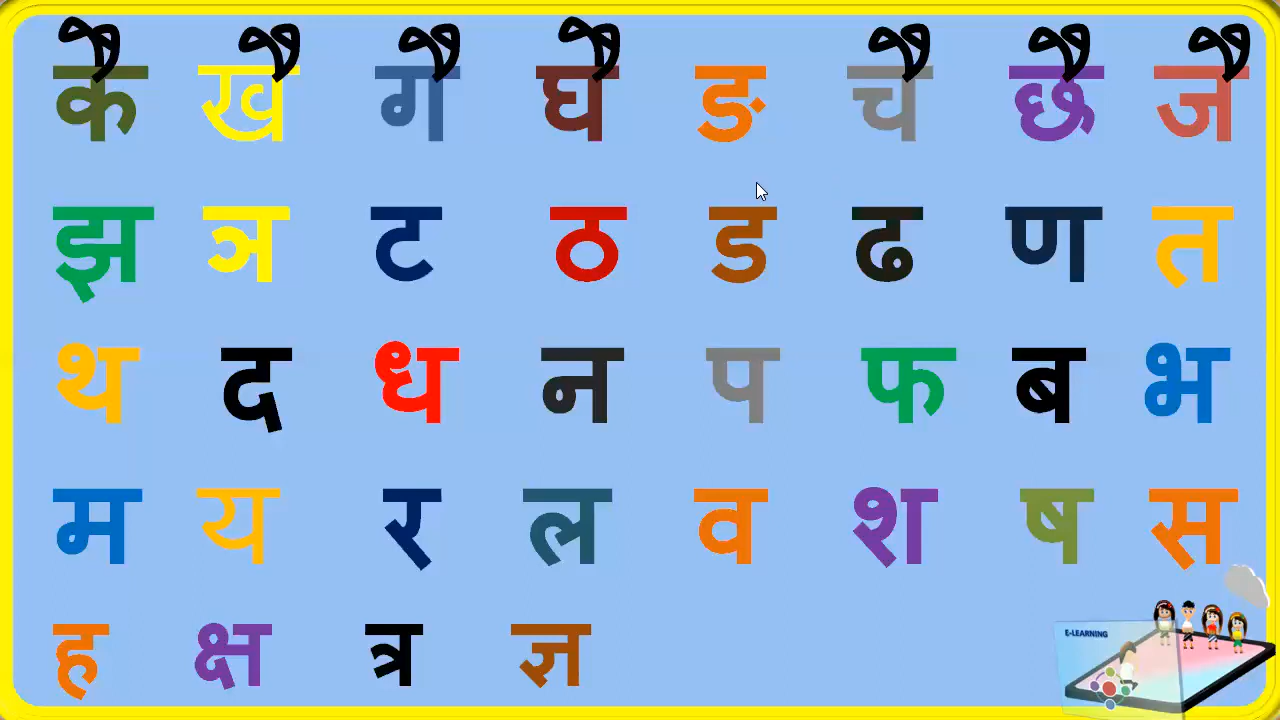 कै खै गै घै ङ चै छै जै
झ ञ ट ठ ड ढ ण त
थ द ध न प फ ब भ
म य र ल व श ष स
ह क्ष त्र ज्ञ
E-LEARNING